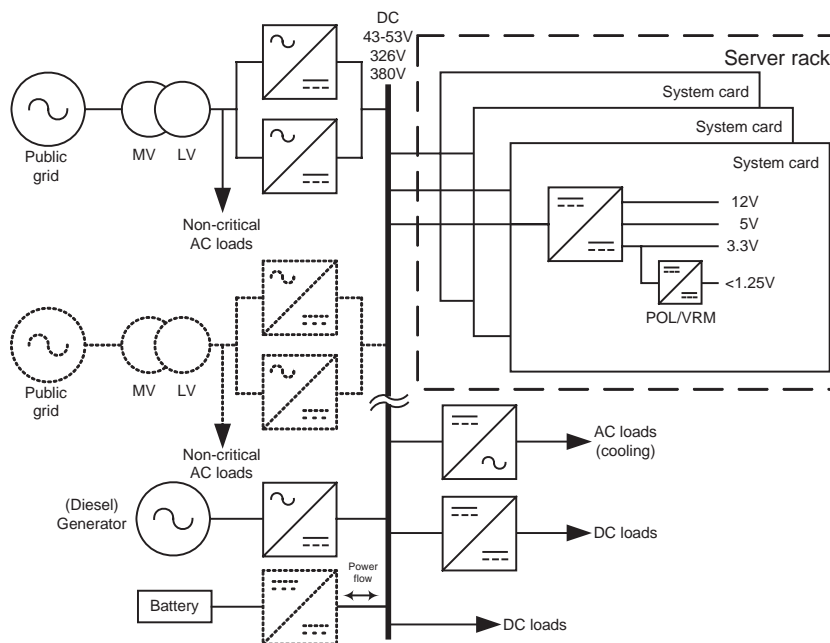 DC
43-53V
326V
380V
Server rack
System card
System card
System card
Public
grid
MV
LV
Non-critical
AC loads
12V
5V
3.3V
<1.25V
POL/VRM
Public
grid
MV
LV
Non-critical
AC loads
AC loads
(cooling)
(Diesel)
Generator
DC loads
Power
flow
Battery
DC loads